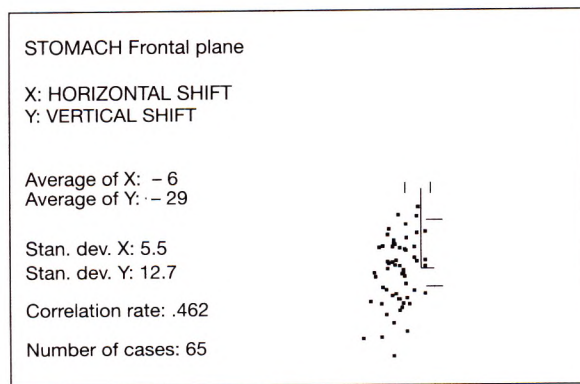 STOMACH Frontal plane
X: HORIZONTAL SHIFT
Y: VERTICAL SHIFT
Average of X: – 6
Average of Y: – 29
Stan. dev. X: 5.5
Stan. dev. Y: 12.7
Correlation rate: .462
Number of cases: 65